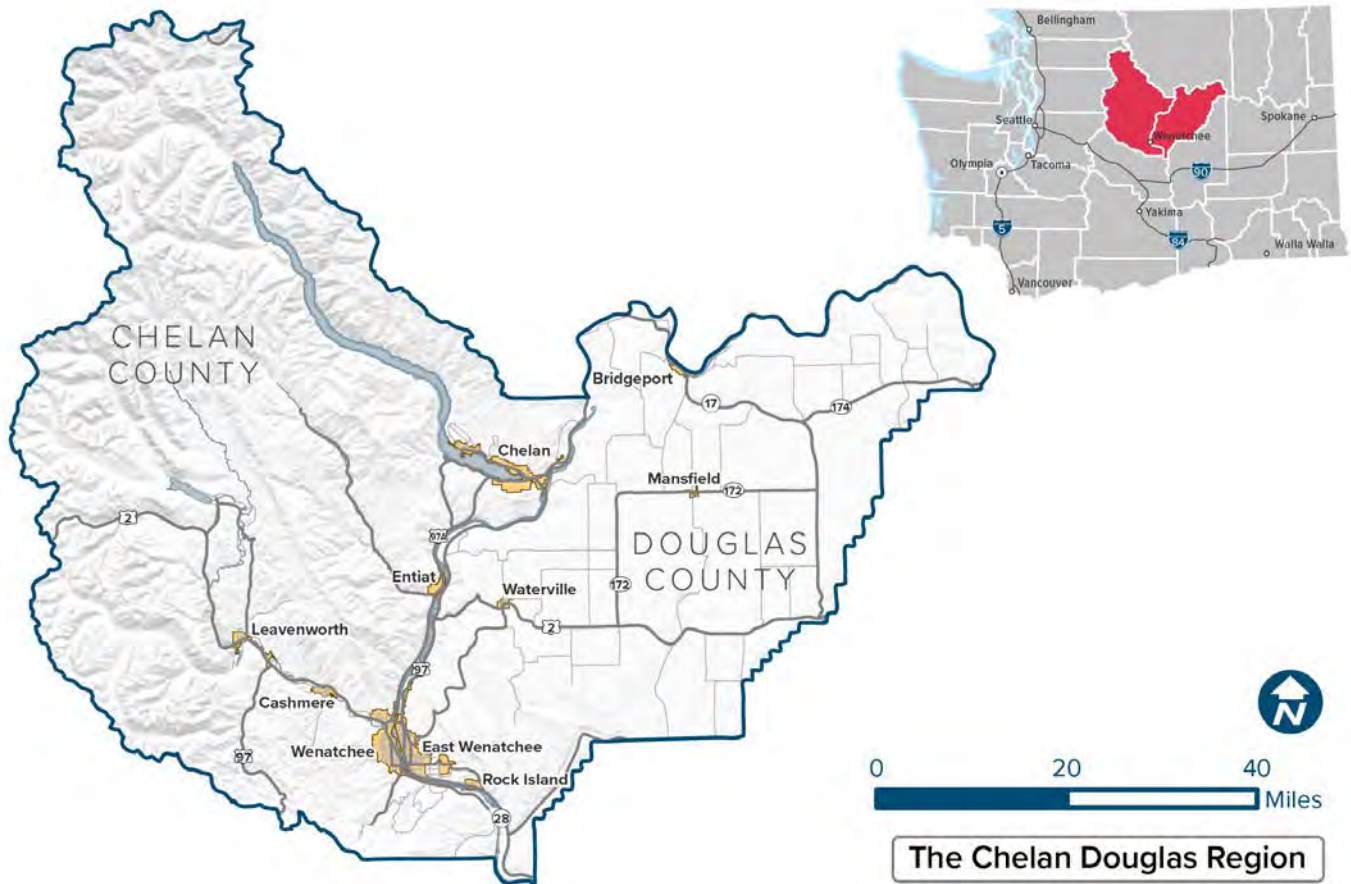 Bellingham
Seattle
Wenatchee
Spokane
Olympia
Tacoma
90
Yakima
5
84
Walla Walla
Vancouver
CHELAN
COUNTY
Bridgeport
17
174
Chelan
Mansfield
172
2
97A
DOUGLAS
COUNTY
Entiat
172
Waterville
2
Leavenworth
97
Cashmere
Wenatchee
East Wenatchee
97
Rock Island
28
N
0 20 40
Miles
The Chelan Douglas Region